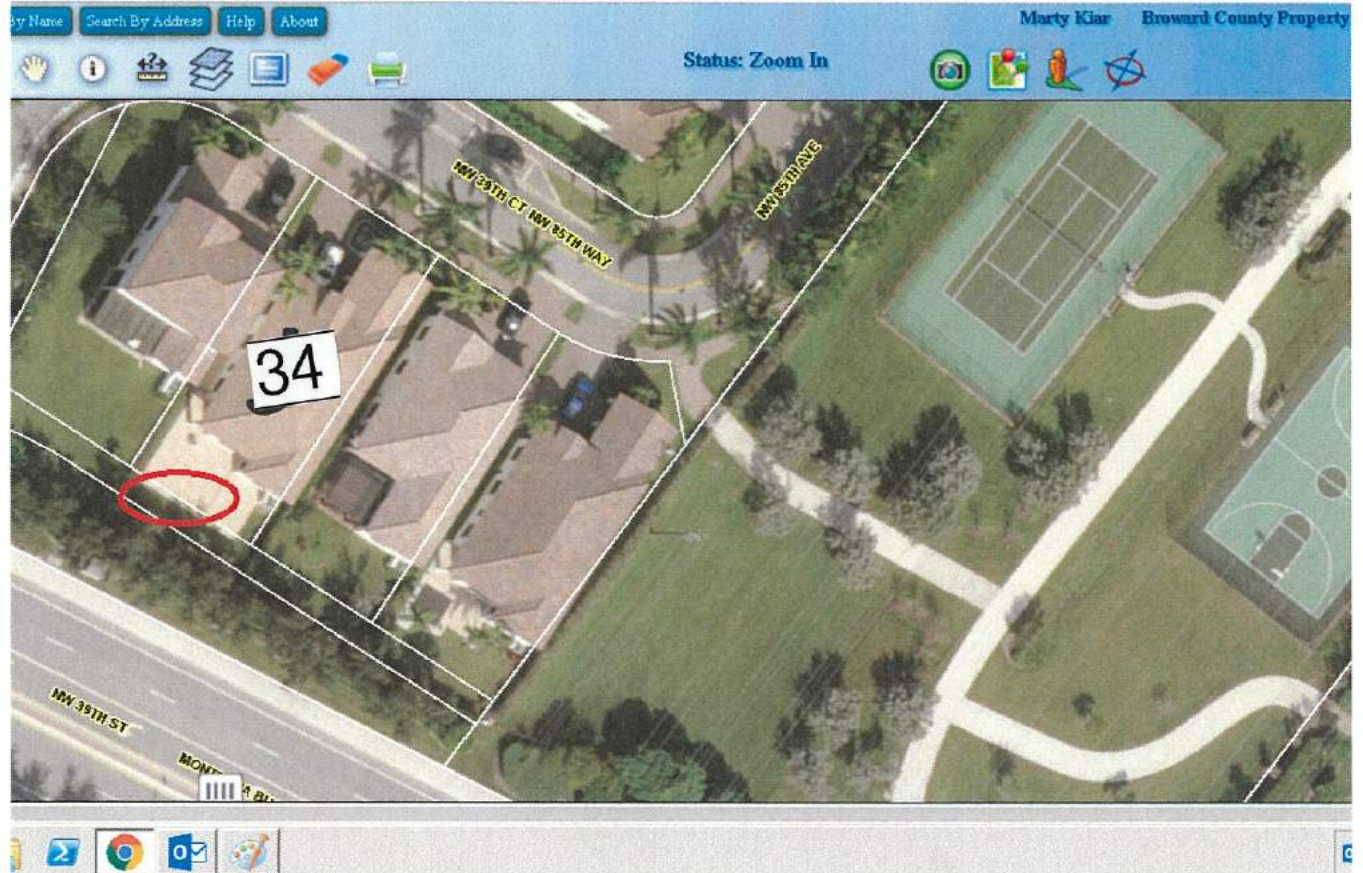 By Name Search By Address Help About
Marty Kiar Broward County Property
Status: Zoom In
NW 39TH CT NW 85TH WAY
NW 85TH AVE
34
NW 39TH ST